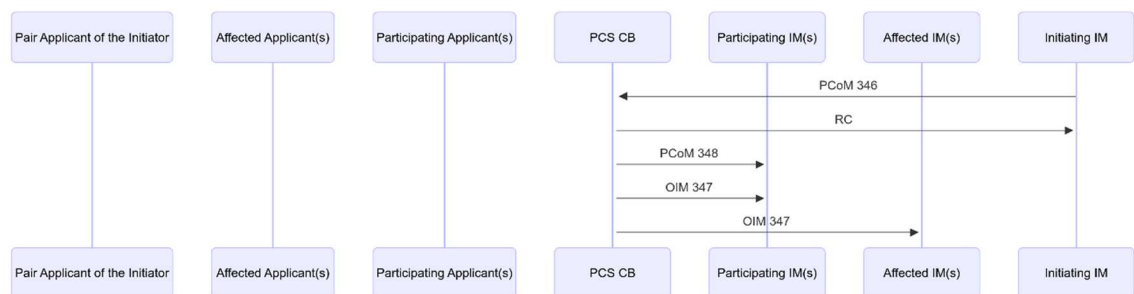 Pair Applicant of the Initiator
Affected Applicant(s)
Participating Applicant(s)
PCS CB
Participating IM(s)
Affected IM(s)
Initiating IM
PCoM 346
RC
PCoM 348
OIM 347
OIM 347
Pair Applicant of the Initiator
Affected Applicant(s)
Participating Applicant(s)
PCS CB
Participating IM(s)
Affected IM(s)
Initiating IM